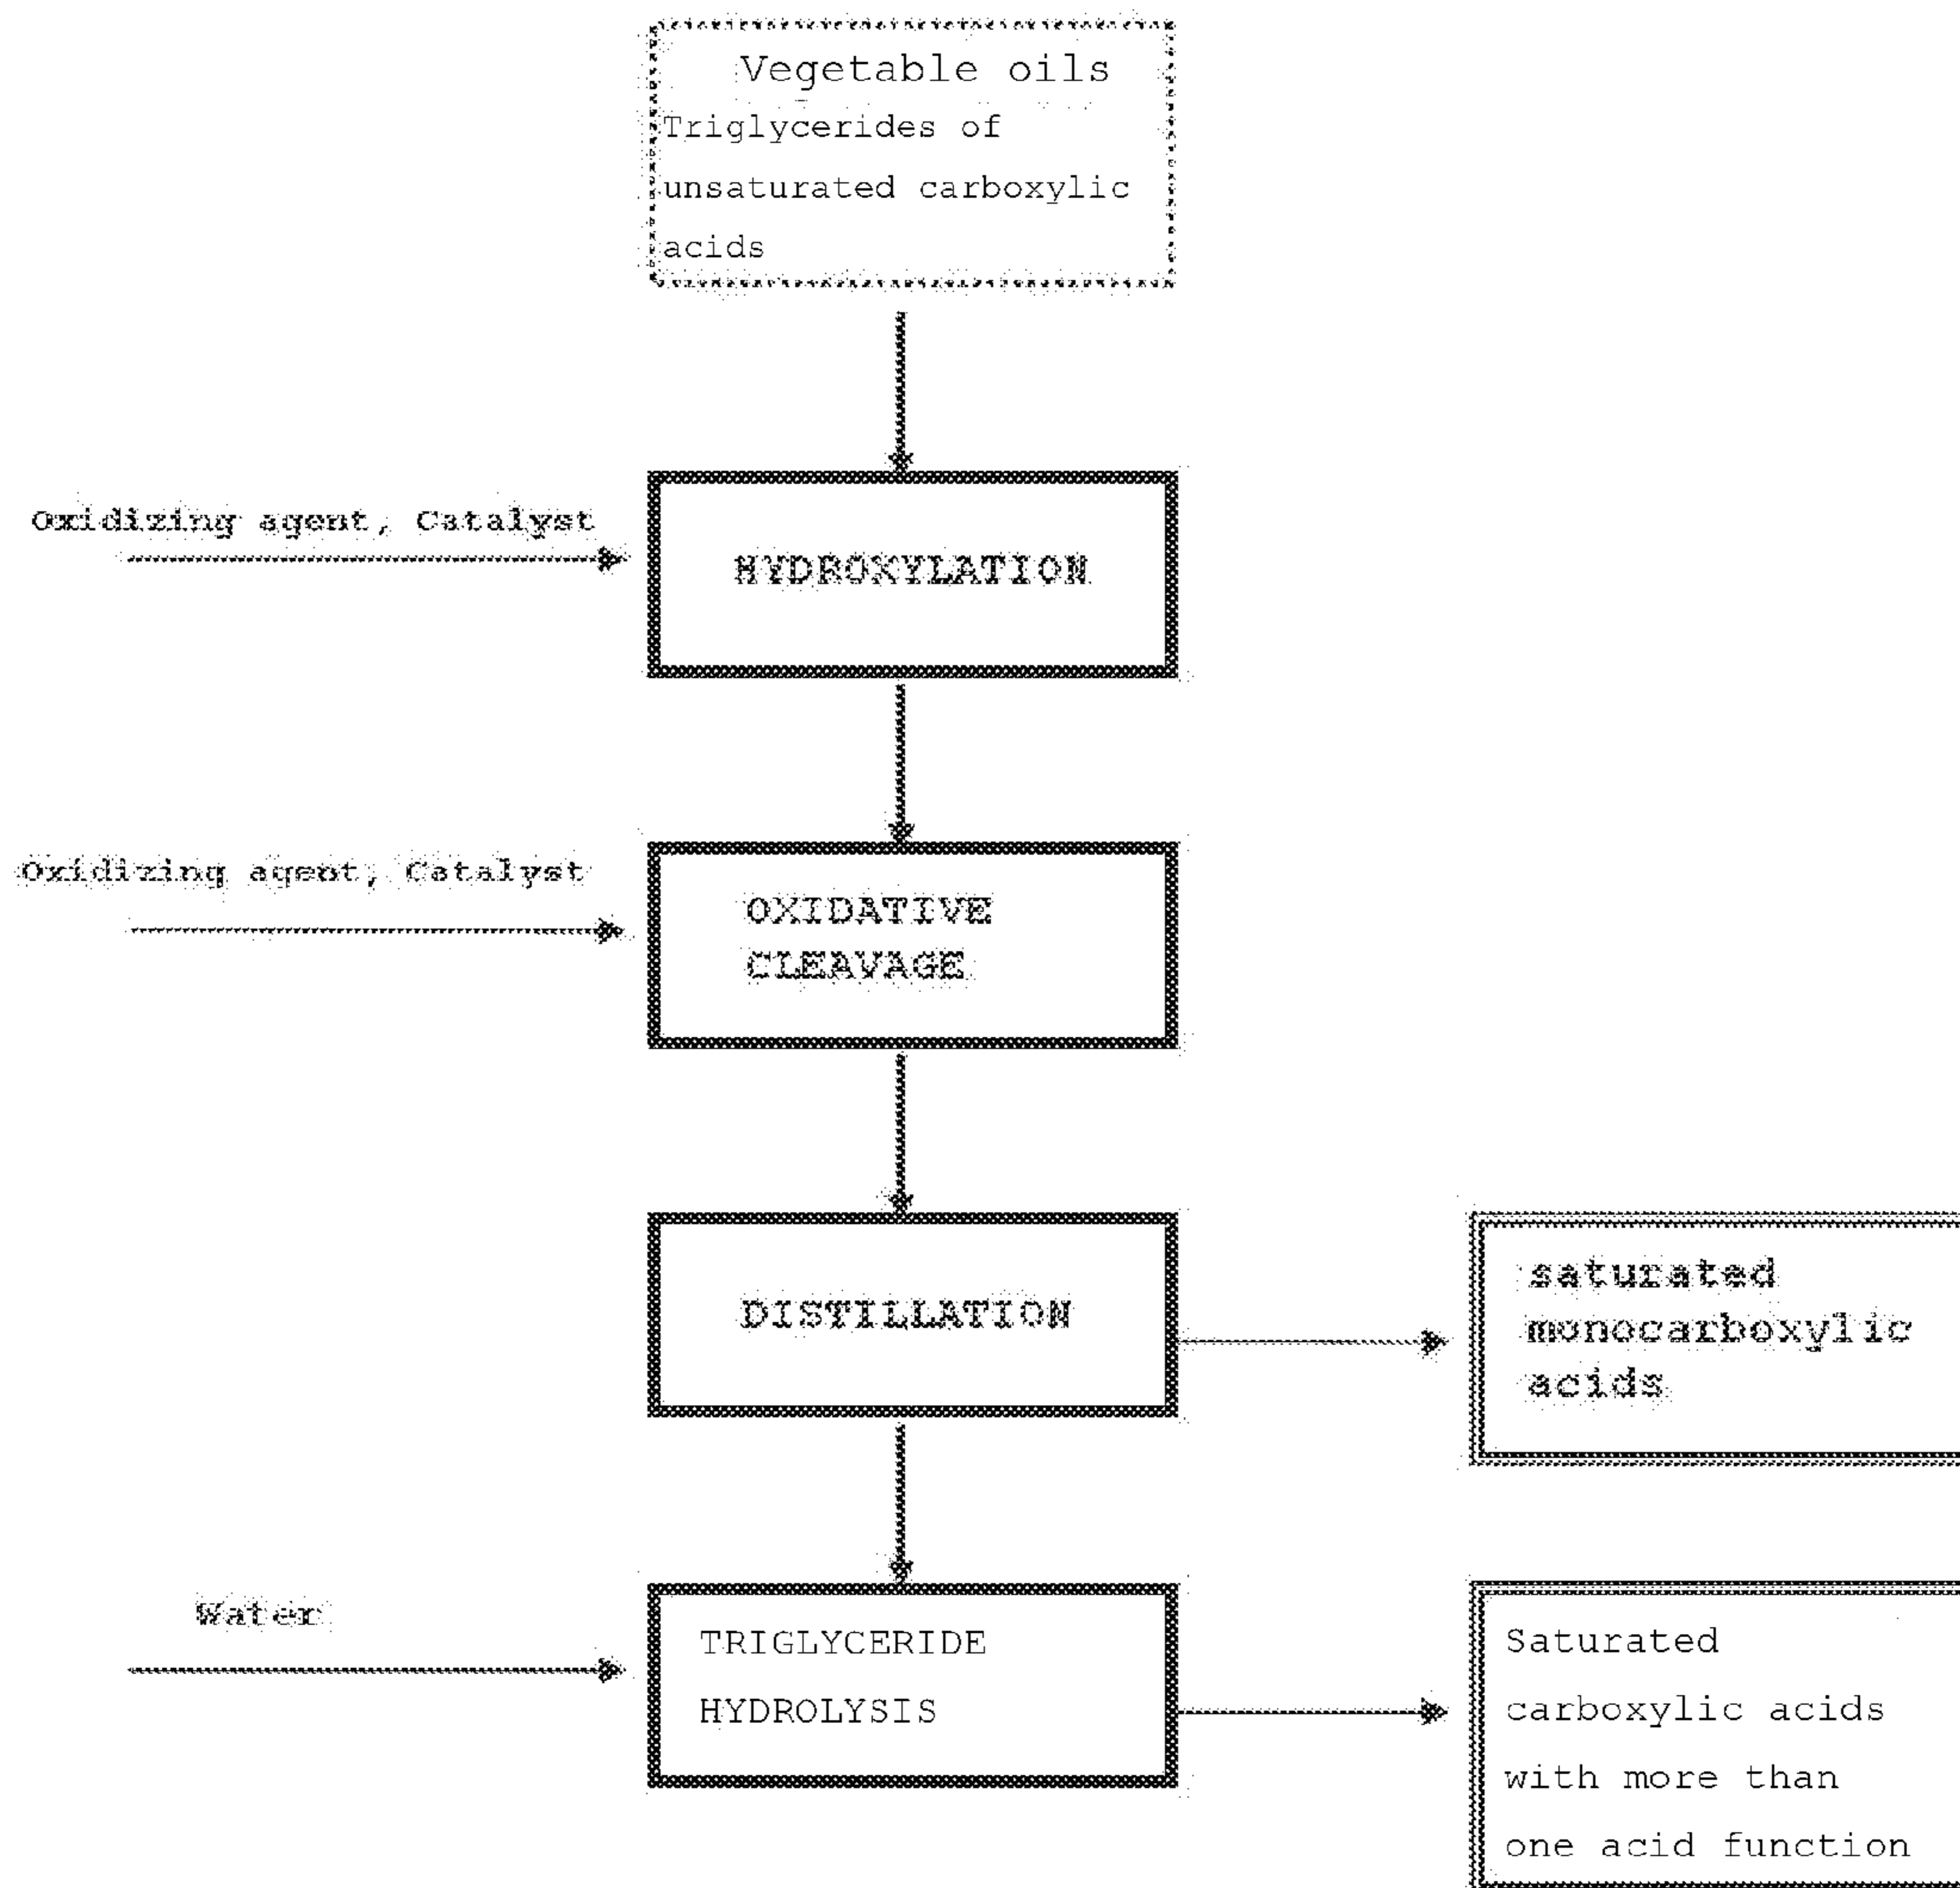 Vegetable oils
Triglycerides of
unsaturated carboxylic
acids
Oxidizing agent, Catalyst
HYDROXYLATION
Oxidizing agent, Catalyst
OXIDATIVE
CLEAVAGE
DISTILLATION
saturated
monocarboxylic
acids
Water
TRIGLYCERIDE
HYDROLYSIS
Saturated
carboxylic acids
with more than
one acid function